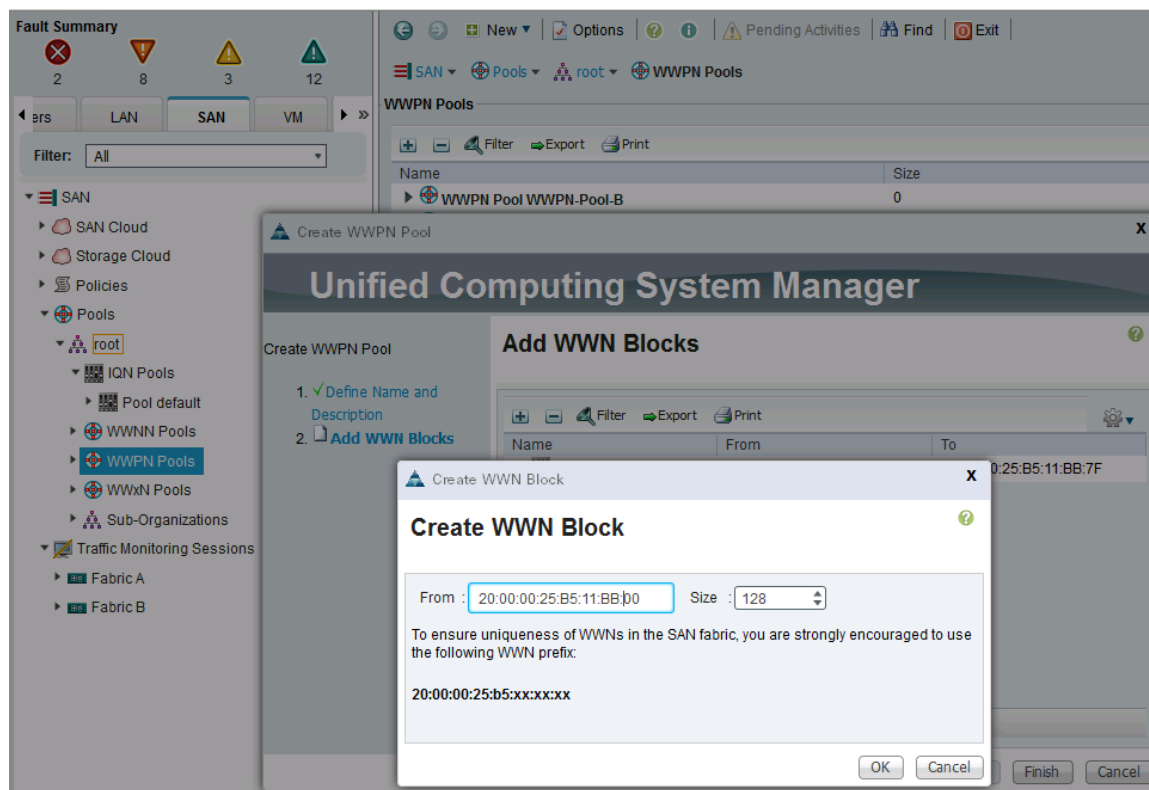 Fault Summary
2 8 3 12
ers LAN SAN VM
Filter: All
SAN
SAN Cloud
Storage Cloud
Policies
Pools
root
IQN Pools
Pool default
WWNN Pools
WWPN Pools
WWxN Pools
Sub-Organizations
Traffic Monitoring Sessions
Fabric A
Fabric B
New Options Pending Activities Find Exit
SAN Pools root WWPN Pools
WWPN Pools
Filter Export Print
Name Size
WWPN Pool WWPN-Pool-B 0
Create WWPN Pool X
Unified Computing System Manager
Create WWPN Pool
1. Define Name and
Description
2. Add WWN Blocks
Add WWN Blocks
Filter Export Print
Name From To
0:25:B5:11:BB:7F
Create WWN Block X
Create WWN Block
From : 20:00:00:25:B5:11:BB:00 Size : 128
To ensure uniqueness of WWNs in the SAN fabric, you are strongly encouraged to use
the following WWN prefix:
20:00:00:25:b5:xx:xx:xx
OK Cancel
Finish Cancel